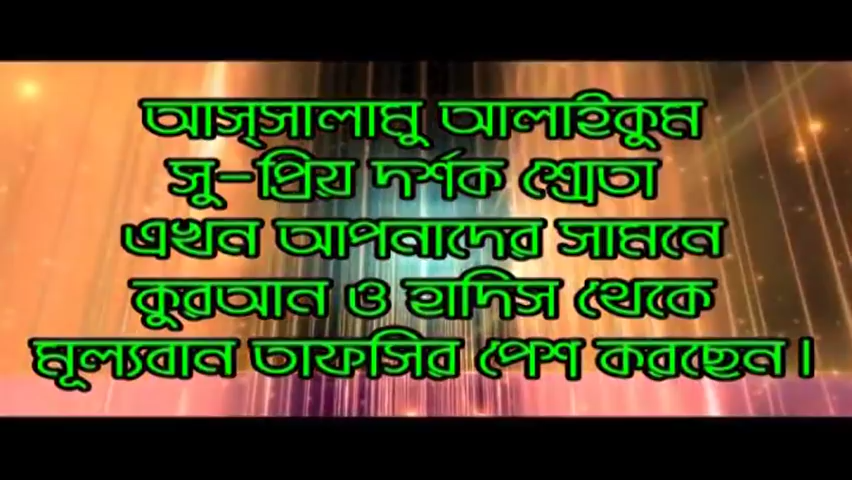 আস্‌সালামু আলাইকুম
সু-প্রিয় দর্শক শ্রোতা
এখন আপনাদের সামনে
কুরআন ও হাদিস থেকে
মূল্যবান তাফসির পেশ করছেন।